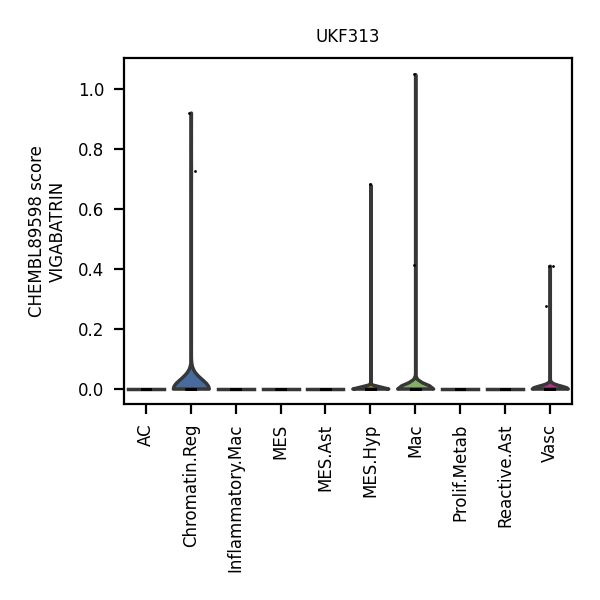 UKF313
CHEMBL89598 score
VIGABATRIN
1.0
0.8
0.6
0.4
0.2
0.0
AC
Chromatin.Reg
Inflammatory.Mac
MES
MES.Ast
MES.Hyp
Mac
Prolif.Metab
Reactive.Ast
Vasc